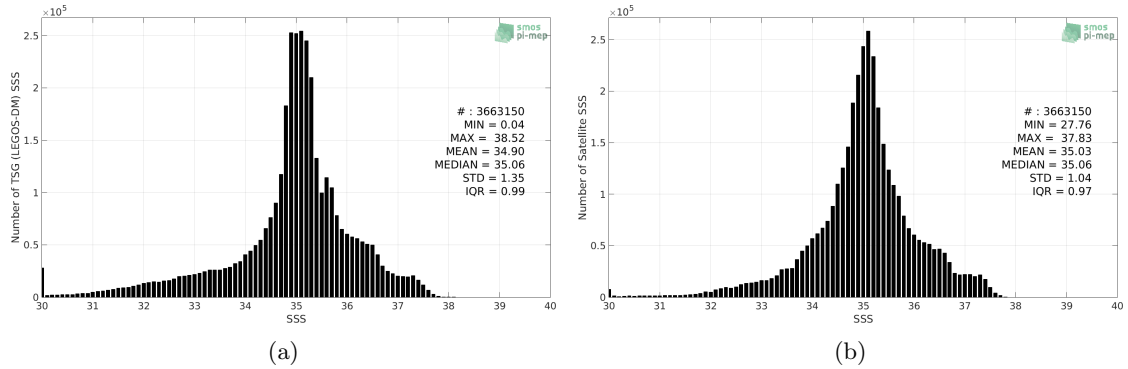 ×10⁵
smos
pi-mep
2.5
2
1.5
1
0.5
0
Number of TSG (LEGOS-DM) SSS
# : 3663150
MIN = 0.04
MAX = 38.52
MEAN = 34.90
MEDIAN = 35.06
STD = 1.35
IQR = 0.99
30 31 32 33 34 35 36 37 38 39 40
SSS
(a)
×10⁵
smos
pi-mep
2.5
2
1.5
1
0.5
0
Number of Satellite SSS
# : 3663150
MIN = 27.76
MAX = 37.83
MEAN = 35.03
MEDIAN = 35.06
STD = 1.04
IQR = 0.97
30 31 32 33 34 35 36 37 38 39 40
SSS
(b)